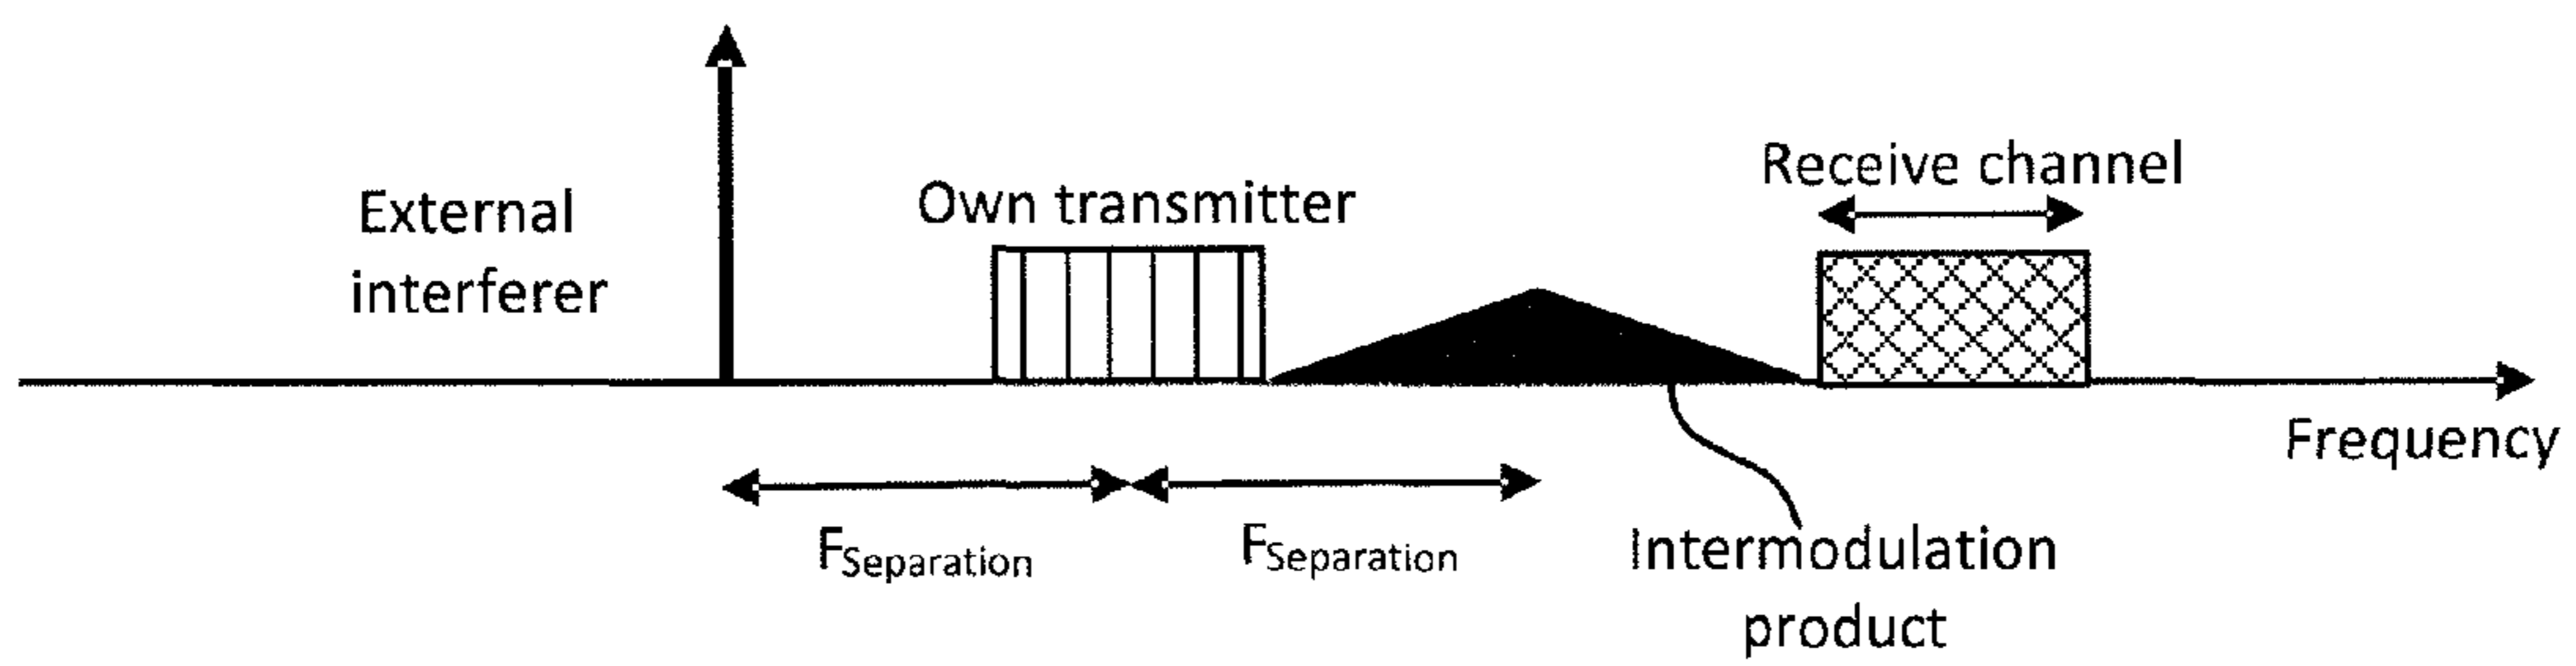 External
interferer
Own transmitter
Receive channel
Frequency
FSeparation
FSeparation
Intermodulation
product